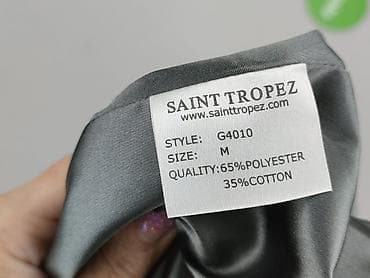 SAINT TROPEZ
www.sainttropez.com
STYLE: G4010
SIZE: M
QUALITY:65%POLYESTER
35%COTTON